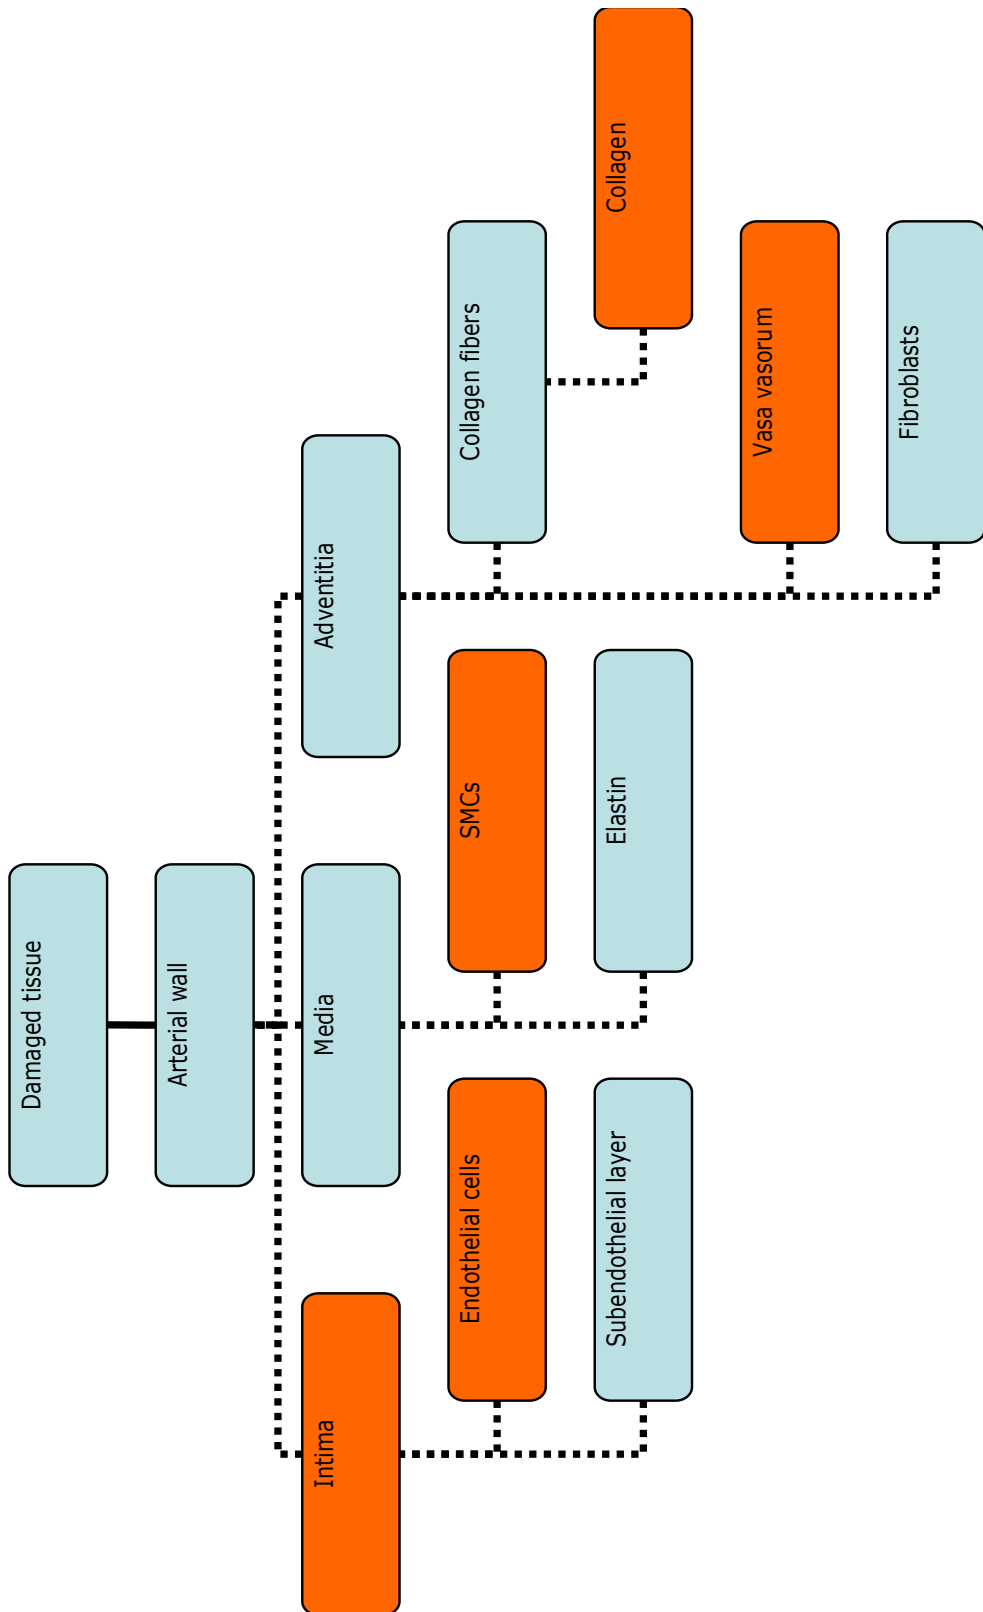 Damaged tissue
Arterial wall
Intima
Endothelial cells
Subendothelial layer
Media
SMCs
Elastin
Adventitia
Collagen fibers
Collagen
Vasa vasorum
Fibroblasts